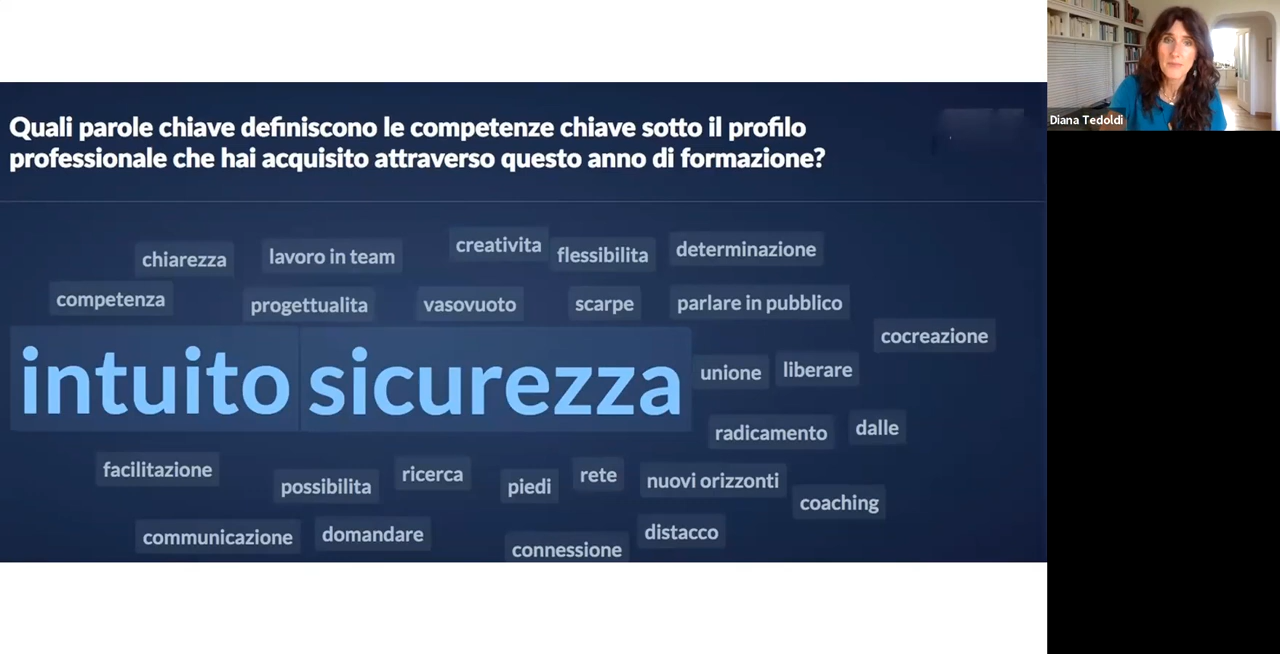 Quali parole chiave definiscono le competenze chiave sotto il profilo
professionale che hai acquisito attraverso questo anno di formazione?
Diana Tedoldi
chiarezza
lavoro in team
creativita
flessibilita
determinazione
competenza
progettualita
vasovuoto
scarpe
parlare in pubblico
cocreazione
intuito
sicurezza
unione
liberare
radicamento
dalle
facilitazione
possibilita
ricerca
piedi
rete
nuovi orizzonti
coaching
communicazione
domandare
connessione
distacco